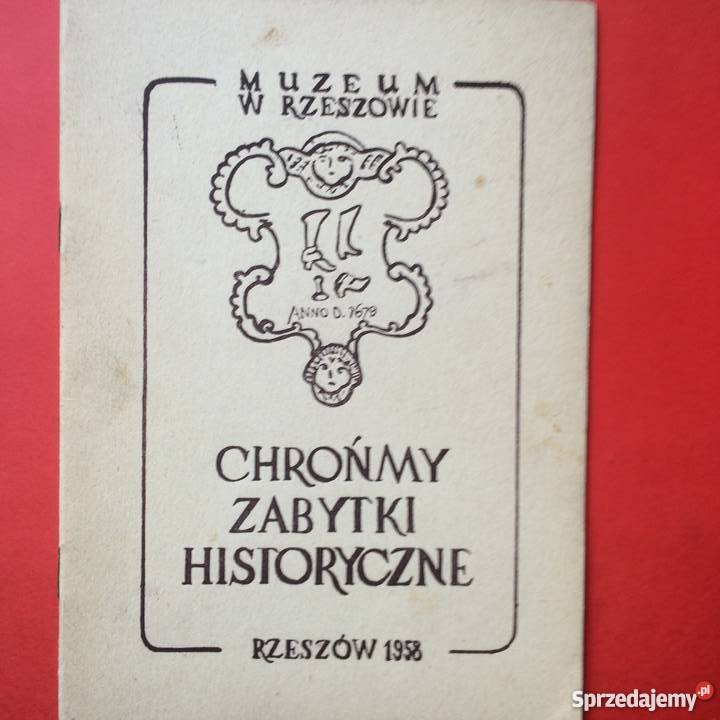 MUZEUM
W RZESZOWIE
ANNO D. 1679
CHROŃMY
ZABYTKI
HISTORYCZNE
RZESZÓW 1958
Sprzedajemy.pl